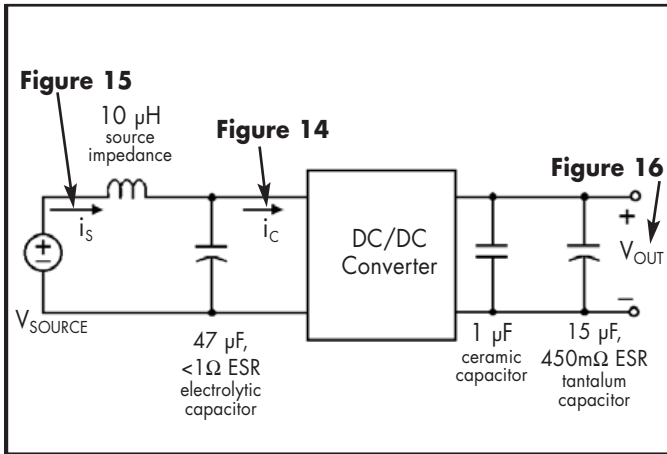 Figure 15
10 µH
source
impedance
Figure 14
Figure 16
i_S
i_C
DC/DC
Converter
+
V_OUT
–
+
–
V_SOURCE
47 µF,
<1Ω ESR
electrolytic
capacitor
1 µF
ceramic
capacitor
15 µF,
450mΩ ESR
tantalum
capacitor